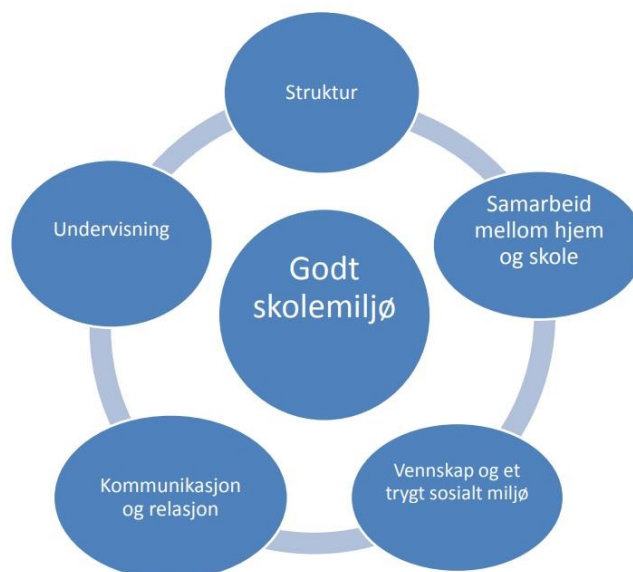 Struktur
Samarbeid
mellom hjem
og skole
Undervisning
Godt
skolemiljø
Vennskap og et
trygt sosialt miljø
Kommunikasjon
og relasjon